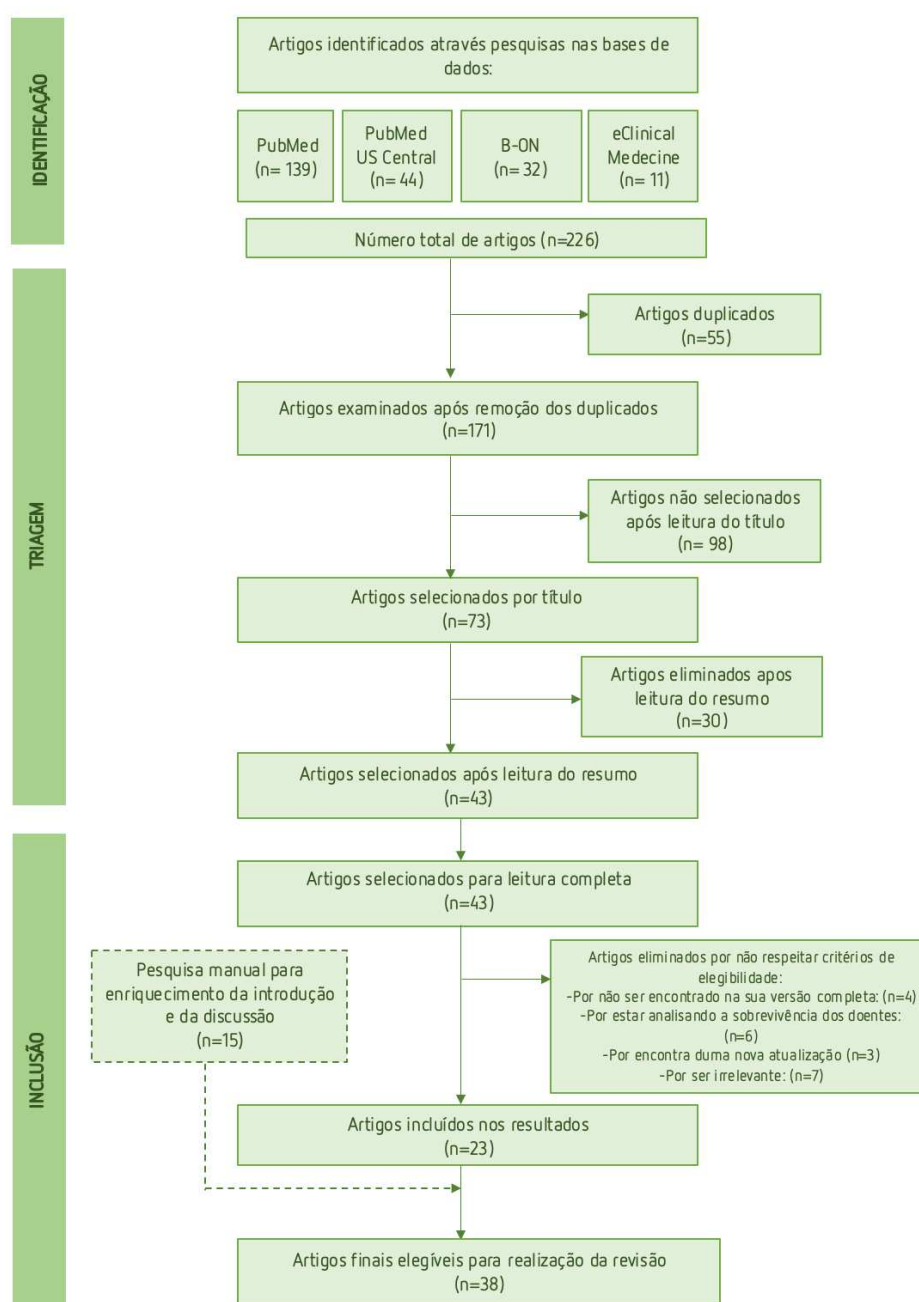 IDENTIFICAÇÃO
Artigos identificados através pesquisas nas bases de
dados:
PubMed
(n= 139)
PubMed
US Central
(n= 44)
B-ON
(n= 32)
eClinical
Medecine
(n= 11)
Número total de artigos (n=226)
TRIAGEM
Artigos duplicados
(n=55)
Artigos examinados após remoção dos duplicados
(n=171)
Artigos não selecionados
após leitura do título
(n= 98)
Artigos selecionados por título
(n=73)
Artigos eliminados apos
leitura do resumo
(n=30)
Artigos selecionados após leitura do resumo
(n=43)
INCLUSÃO
Artigos selecionados para leitura completa
(n=43)
Pesquisa manual para
enriquecimento da introdução
e da discussão
(n=15)
Artigos eliminados por não respeitar critérios de
elegibilidade:
-Por não ser encontrado na sua versão completa: (n=4)
-Por estar analisando a sobrevivência dos doentes:
(n=6)
-Por encontra duma nova atualização (n=3)
-Por ser irrelevante: (n=7)
Artigos incluídos nos resultados
(n=23)
Artigos finais elegíveis para realização da revisão
(n=38)